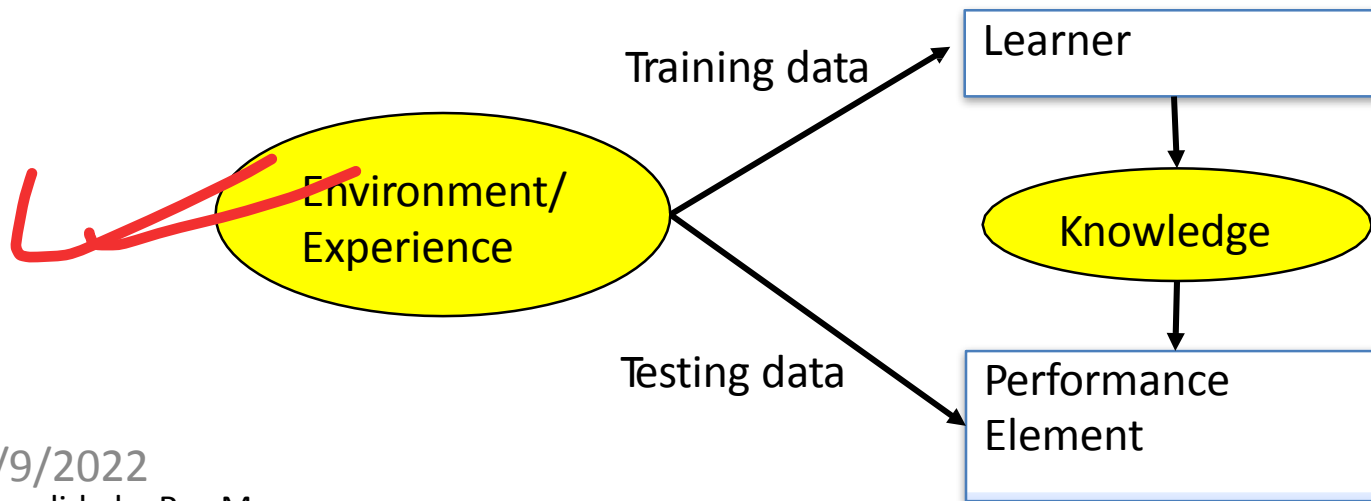 Training data
Learner
Environment/
Experience
Knowledge
Testing data
Performance
Element
/9/2022